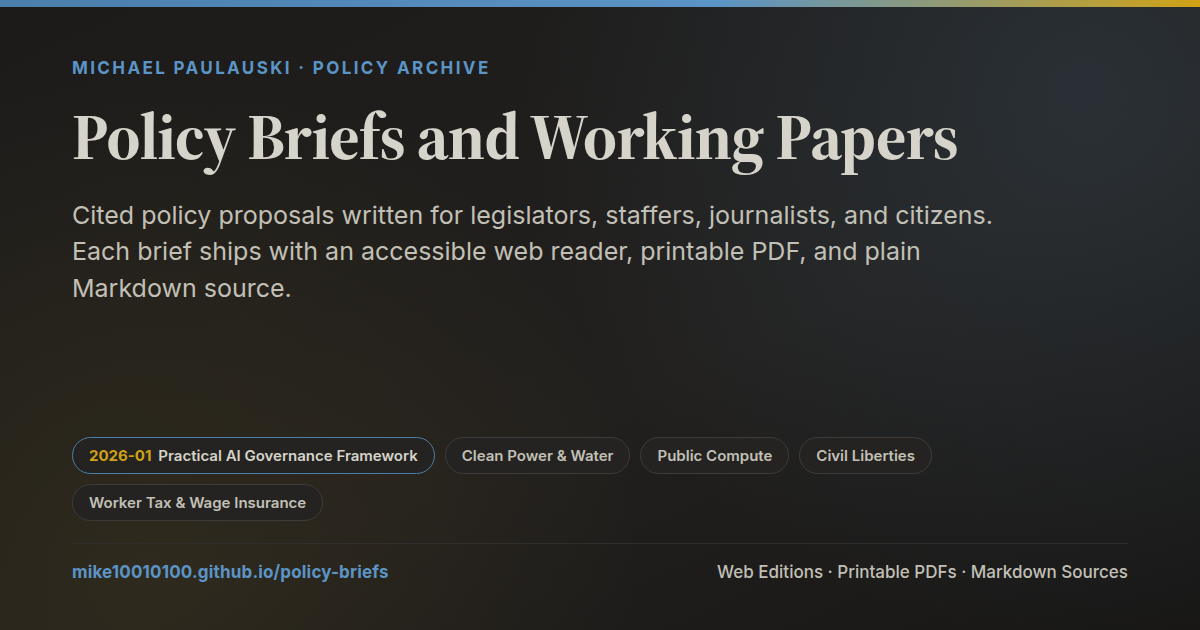 MICHAEL PAULAUSKI · POLICY ARCHIVE
Policy Briefs and Working Papers
Cited policy proposals written for legislators, staffers, journalists, and citizens.
Each brief ships with an accessible web reader, printable PDF, and plain
Markdown source.
2026-01 Practical AI Governance Framework
Clean Power & Water
Public Compute
Civil Liberties
Worker Tax & Wage Insurance
mike10010100.github.io/policy-briefs
Web Editions · Printable PDFs · Markdown Sources